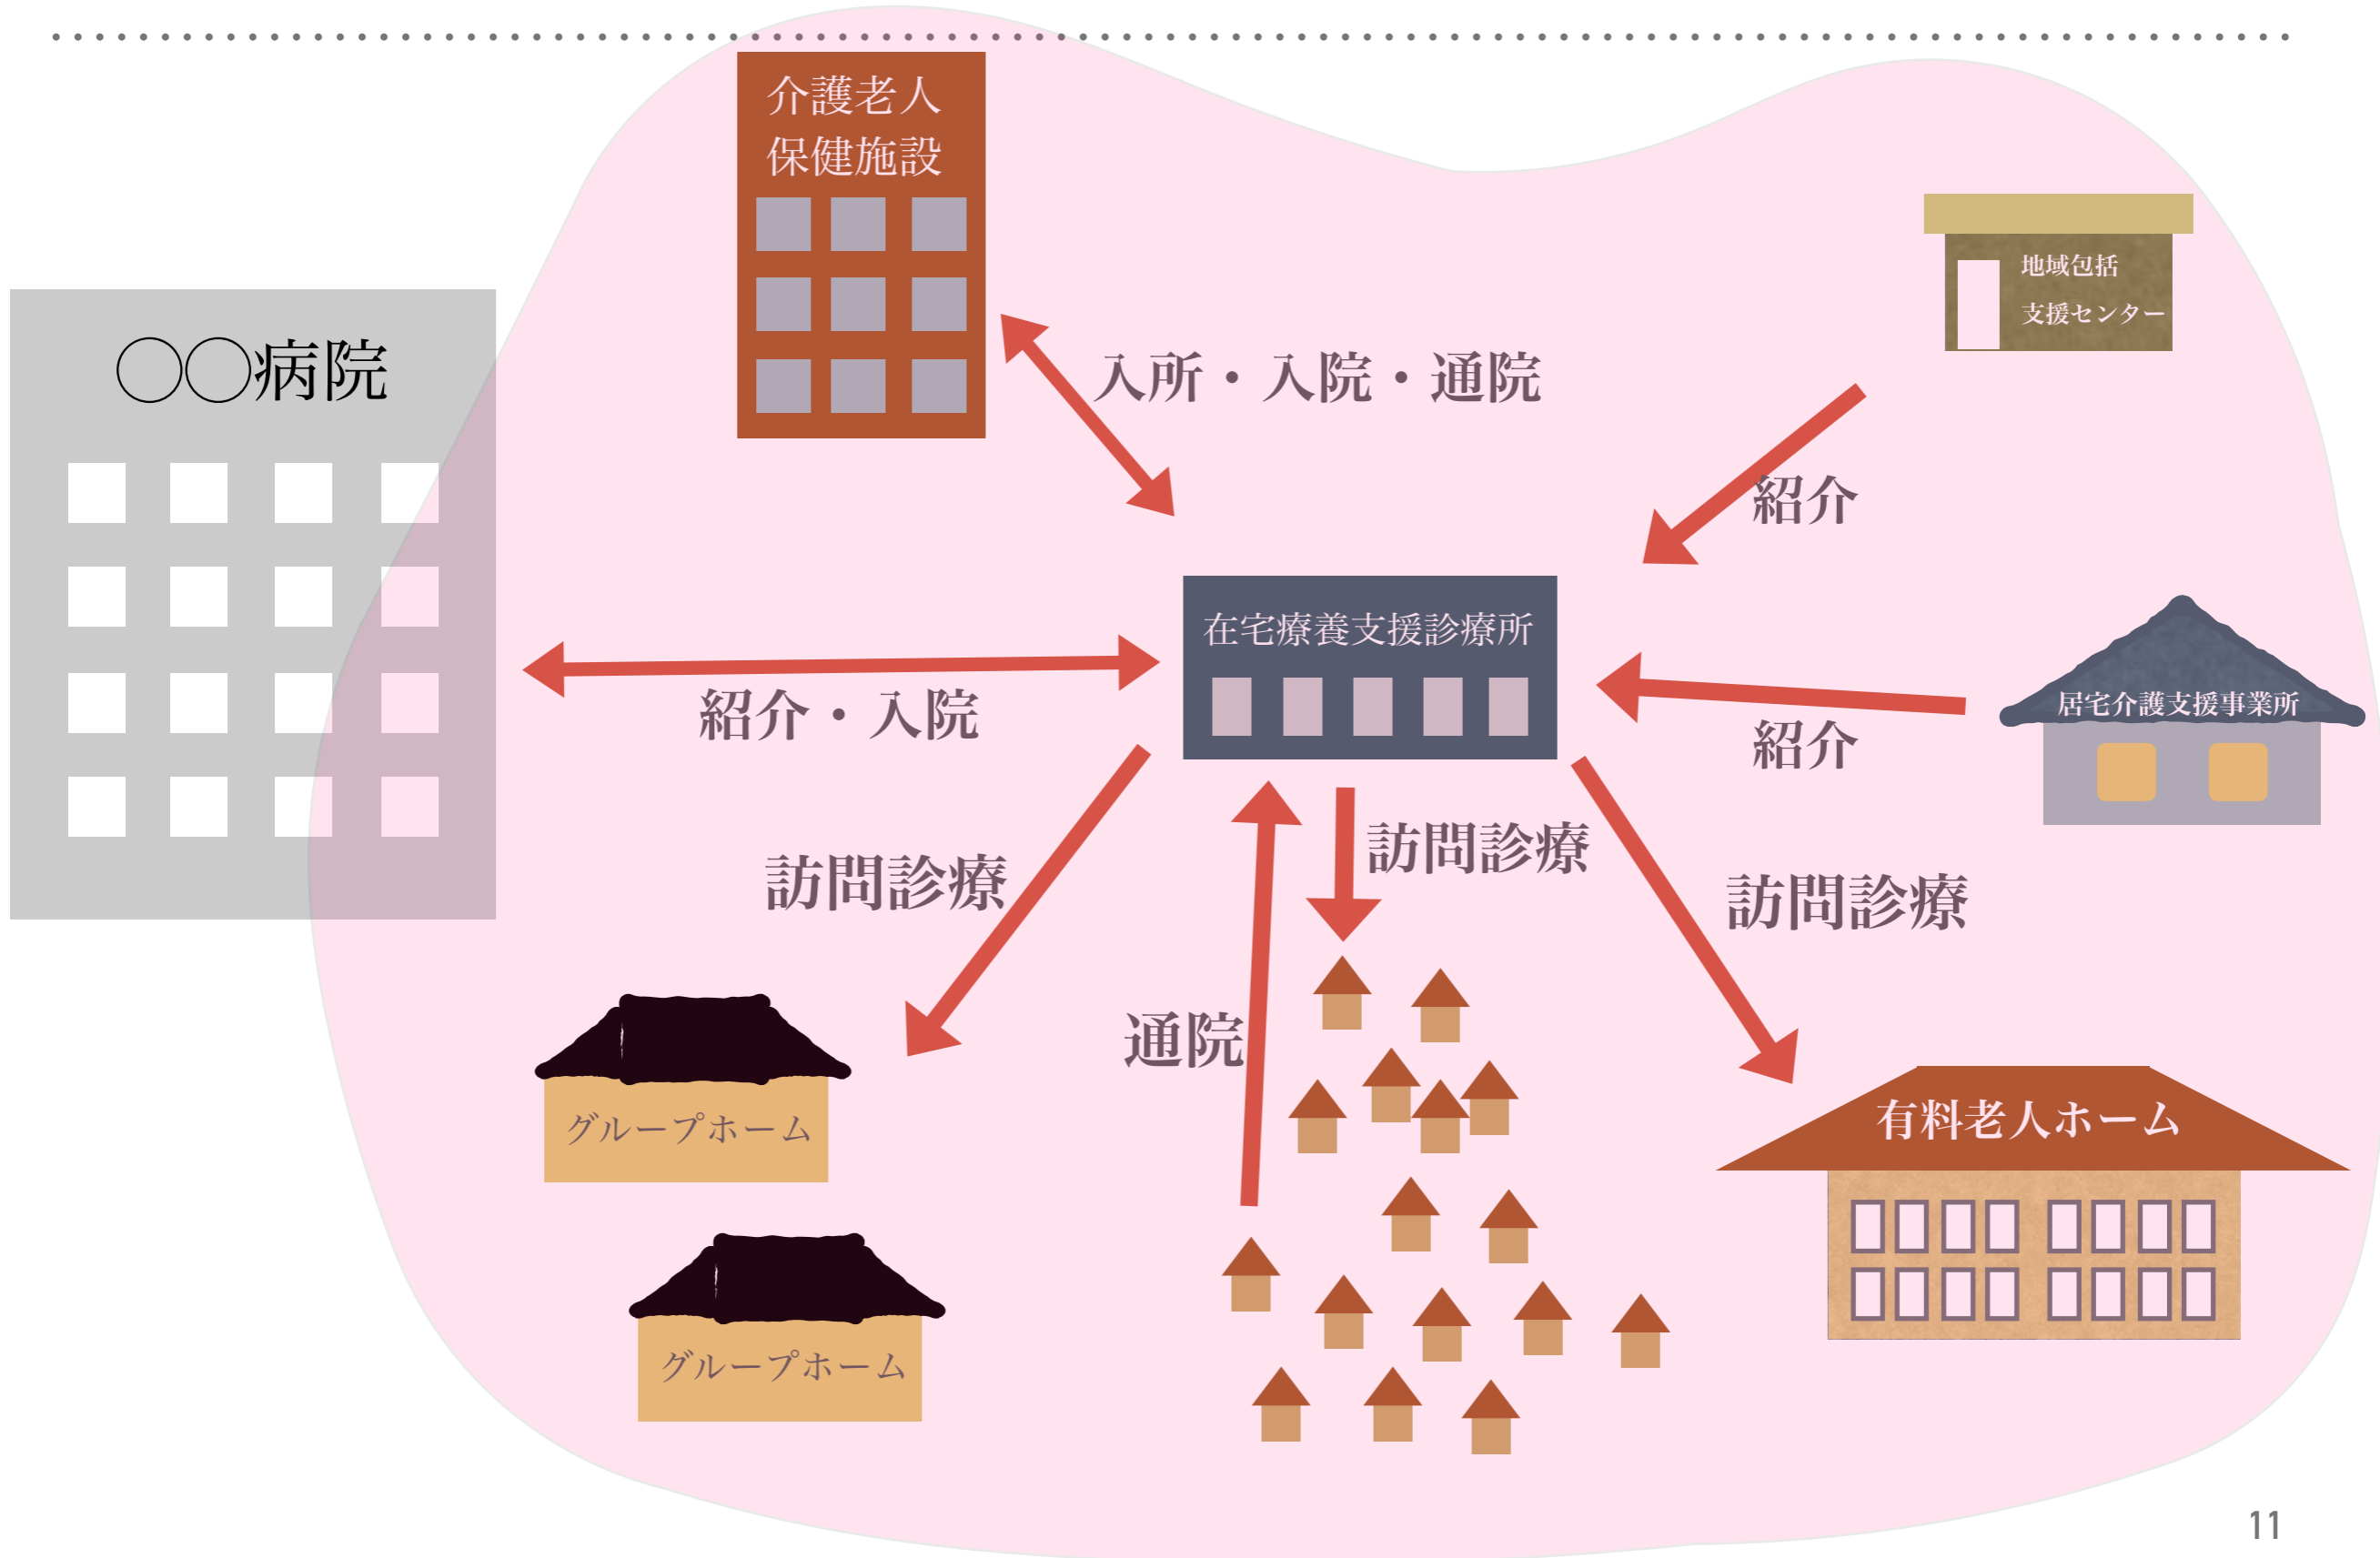 介護老人
保健施設
地域包括
支援センター
◯◯病院
入所・入院・通院
紹介
在宅療養支援診療所
紹介・入院
居宅介護支援事業所
紹介
訪問診療
訪問診療
訪問診療
通院
グループホーム
有料老人ホーム
グループホーム
11